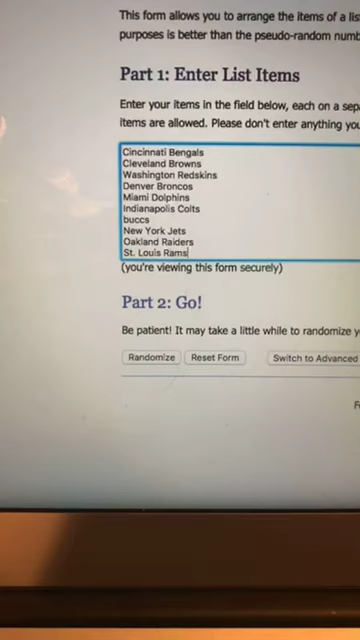 This form allows you to arrange the items of a lis
purposes is better than the pseudo-random numb
Part 1: Enter List Items
Enter your items in the field below, each on a sep
items are allowed. Please don't enter anything you
Cincinnati Bengals
Cleveland Browns
Washington Redskins
Denver Broncos
Miami Dolphins
Indianapolis Colts
buccs
New York Jets
Oakland Raiders
St. Louis Rams
(you're viewing this form securely)
Part 2: Go!
Be patient! It may take a little while to randomize y
Randomize Reset Form Switch to Advanced
F